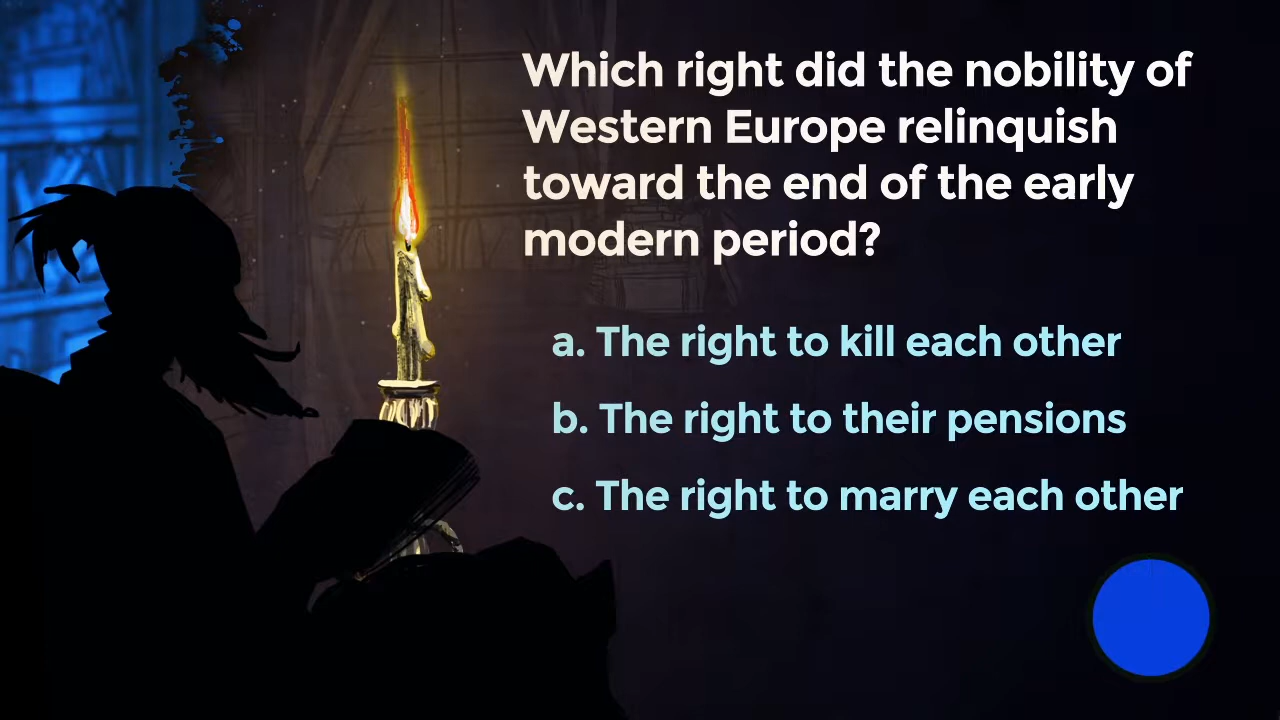 Which right did the nobility of
Western Europe relinquish
toward the end of the early
modern period?
a. The right to kill each other
b. The right to their pensions
c. The right to marry each other